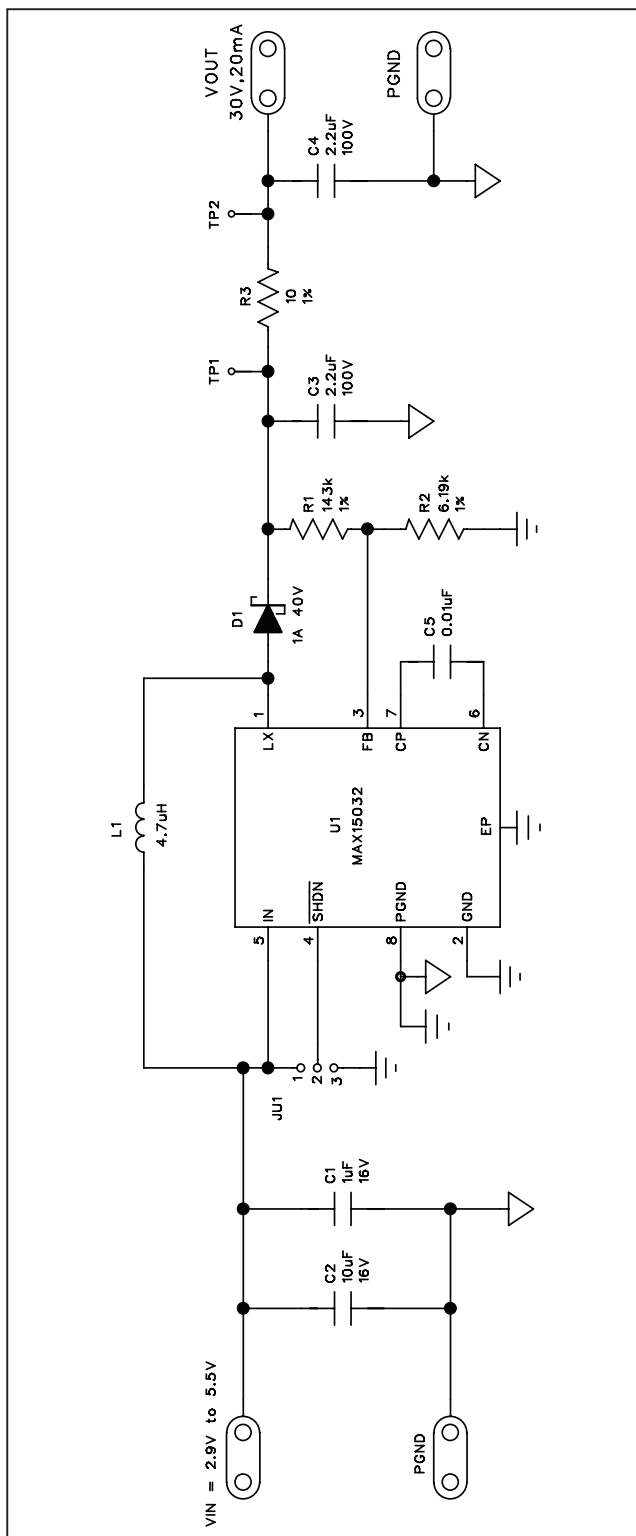 VIN = 2.9V to 5.5V
PGND
C2
10uF
16V
C1
1uF
16V
JU1
1
2
3
L1
4.7uH
5
IN
4
SHDN
8
PGND
2
GND
U1
MAX15032
EP
LX
1
FB
3
CP
7
CN
6
C5
0.01uF
D1
1A
40V
R1
143k
1%
R2
6.19k
1%
C3
2.2uF
100V
TP1
R3
10
1%
TP2
C4
2.2uF
100V
VOUT
30V,20mA
PGND